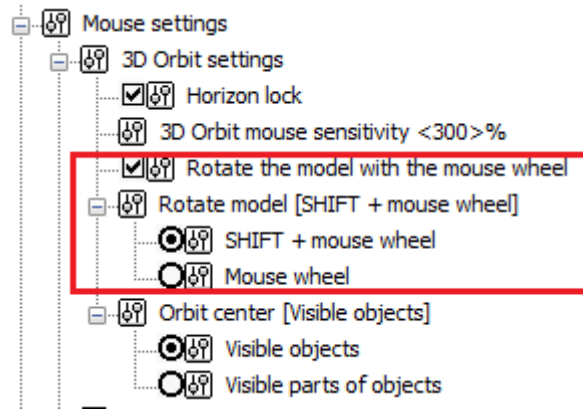 Mouse settings
3D Orbit settings
Horizon lock
3D Orbit mouse sensitivity <300>%
Rotate the model with the mouse wheel
Rotate model [SHIFT + mouse wheel]
SHIFT + mouse wheel
Mouse wheel
Orbit center [Visible objects]
Visible objects
Visible parts of objects